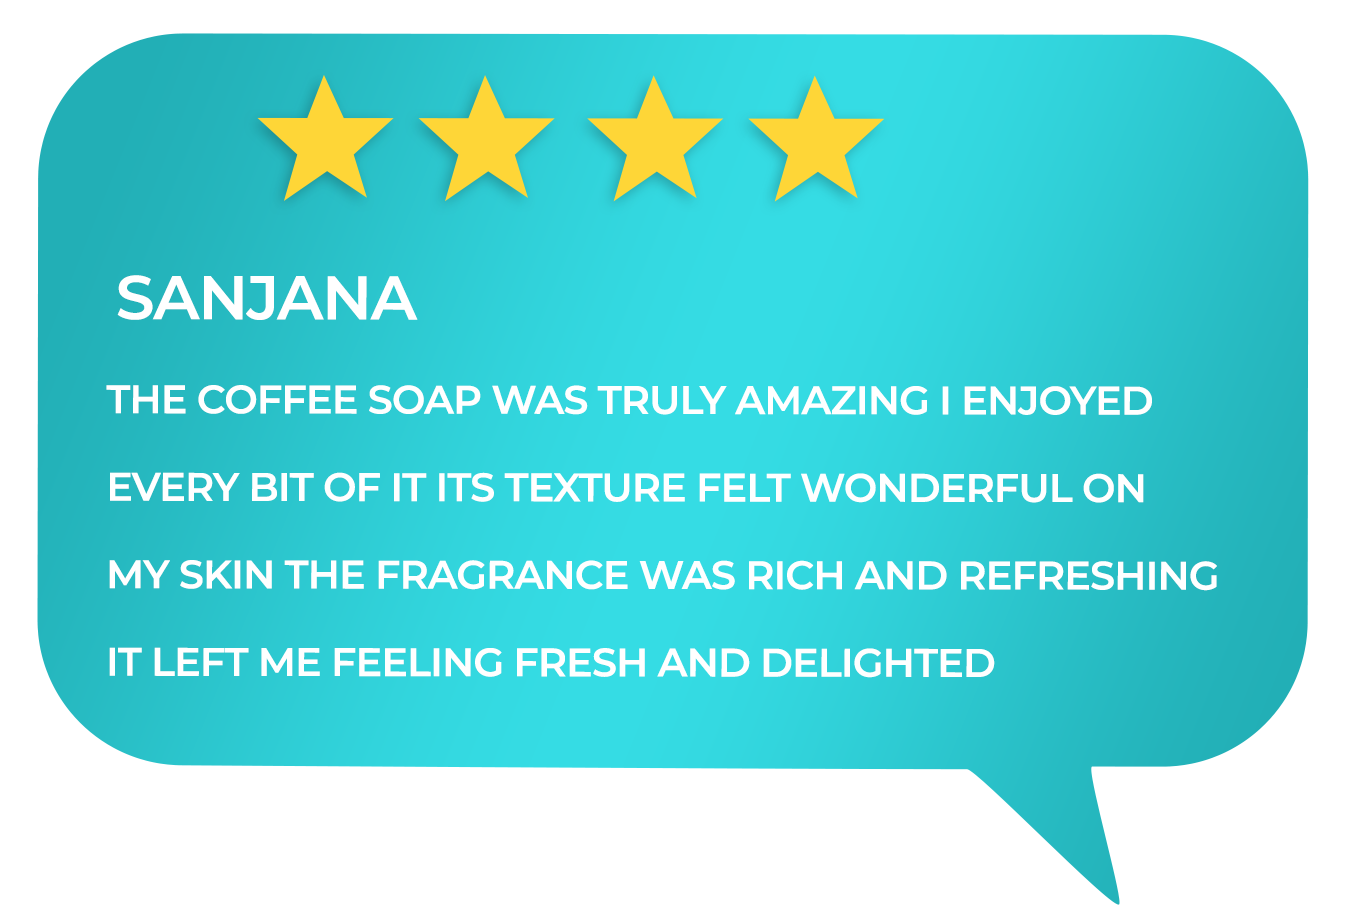 SANJANA
THE COFFEE SOAP WAS TRULY AMAZING I ENJOYED
EVERY BIT OF IT ITS TEXTURE FELT WONDERFUL ON
MY SKIN THE FRAGRANCE WAS RICH AND REFRESHING
IT LEFT ME FEELING FRESH AND DELIGHTED